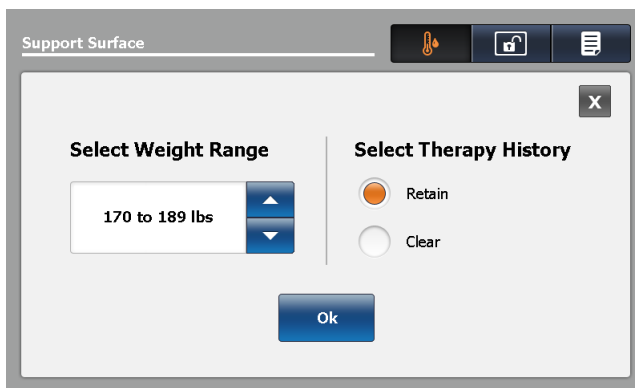 Support Surface
X
Select Weight Range
170 to 189 lbs
Select Therapy History
Retain
Clear
Ok